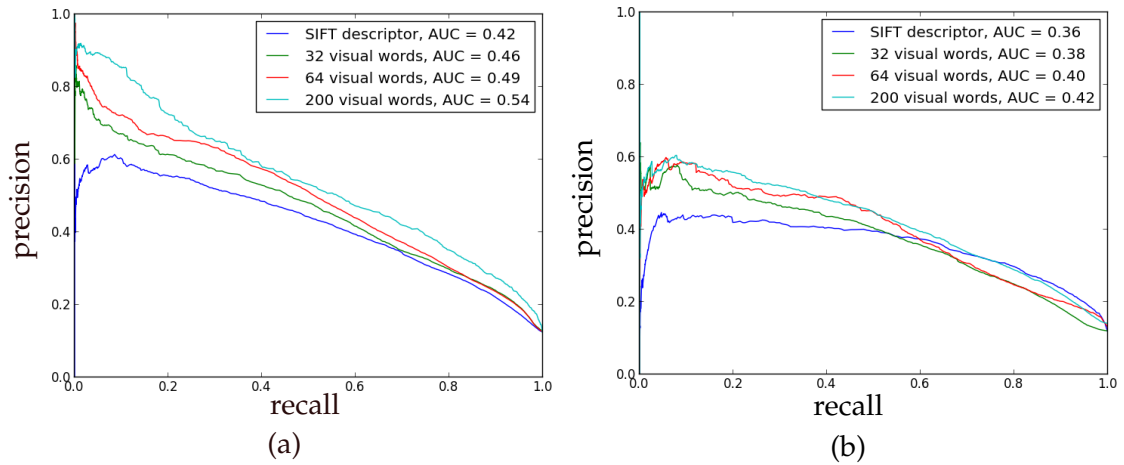 1.0
0.8
0.6
0.4
0.2
0.0
0.0 0.2 0.4 0.6 0.8 1.0
precision
recall
SIFT descriptor, AUC = 0.42
32 visual words, AUC = 0.46
64 visual words, AUC = 0.49
200 visual words, AUC = 0.54
(a)
1.0
0.8
0.6
0.4
0.2
0.0
0.0 0.2 0.4 0.6 0.8 1.0
precision
recall
SIFT descriptor, AUC = 0.36
32 visual words, AUC = 0.38
64 visual words, AUC = 0.40
200 visual words, AUC = 0.42
(b)